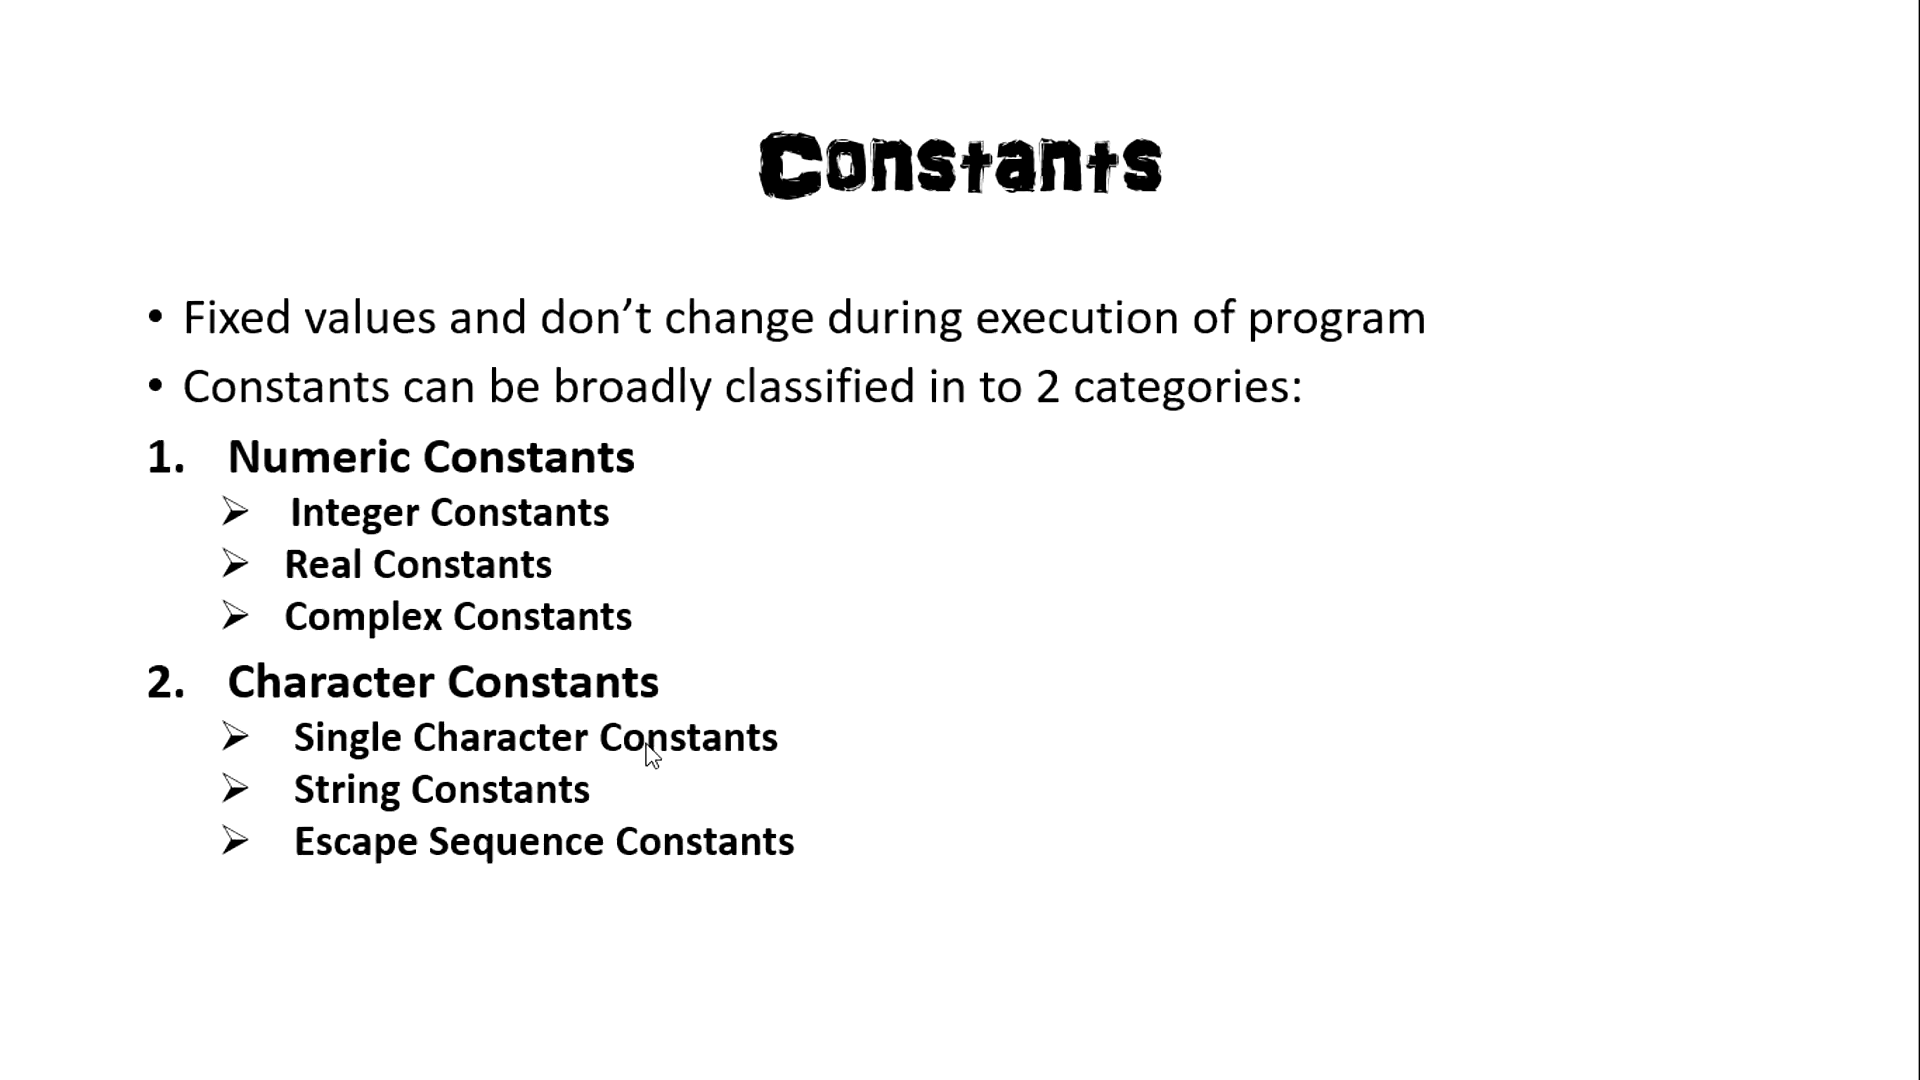 Constants
• Fixed values and don’t change during execution of program
• Constants can be broadly classified in to 2 categories:
1. Numeric Constants
➢ Integer Constants
➢ Real Constants
➢ Complex Constants
2. Character Constants
➢ Single Character Constants
➢ String Constants
➢ Escape Sequence Constants